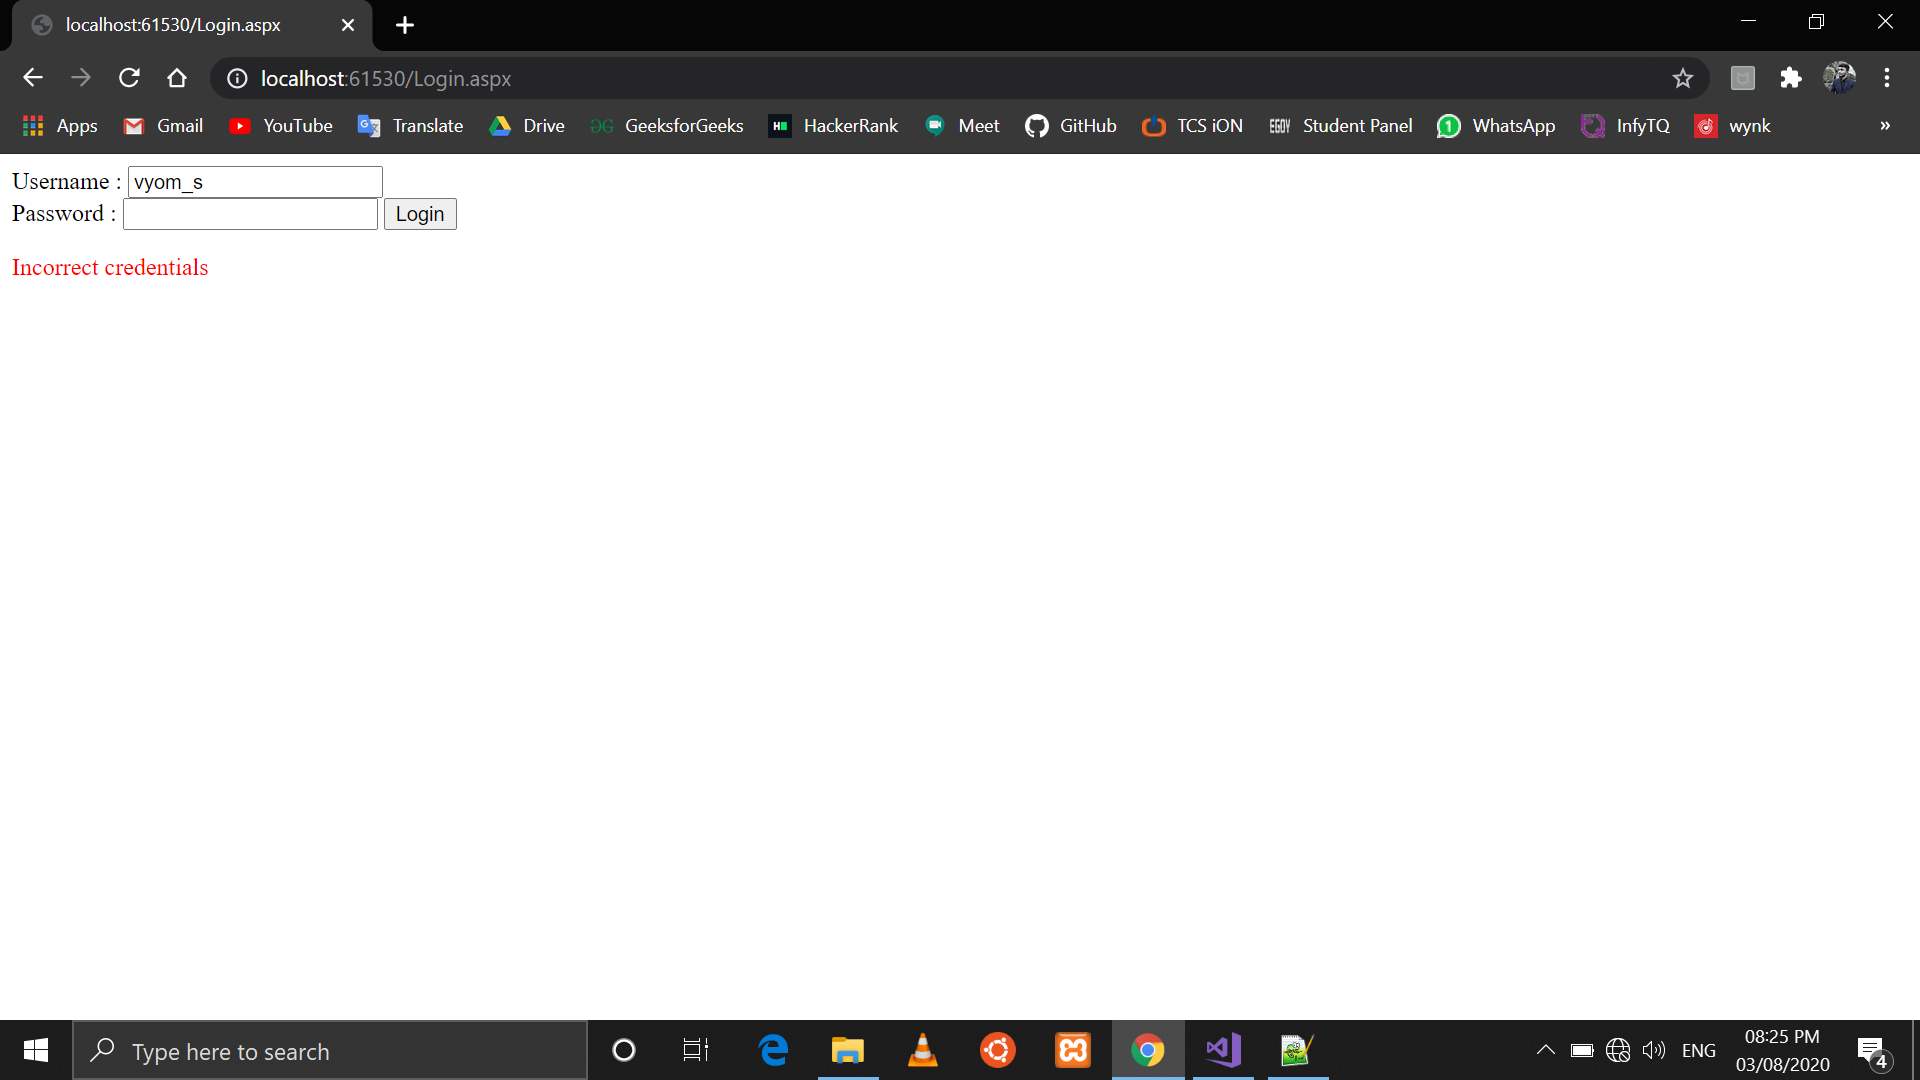 localhost:61530/Login.aspx
localhost:61530/Login.aspx
Apps Gmail YouTube Translate Drive GeeksforGeeks HackerRank Meet GitHub TCS iON EGOV Student Panel 1 WhatsApp InfyTQ wynk »
Username : vyom_s
Password : Login
Incorrect credentials
Type here to search
ENG
08:25 PM
03/08/2020
4